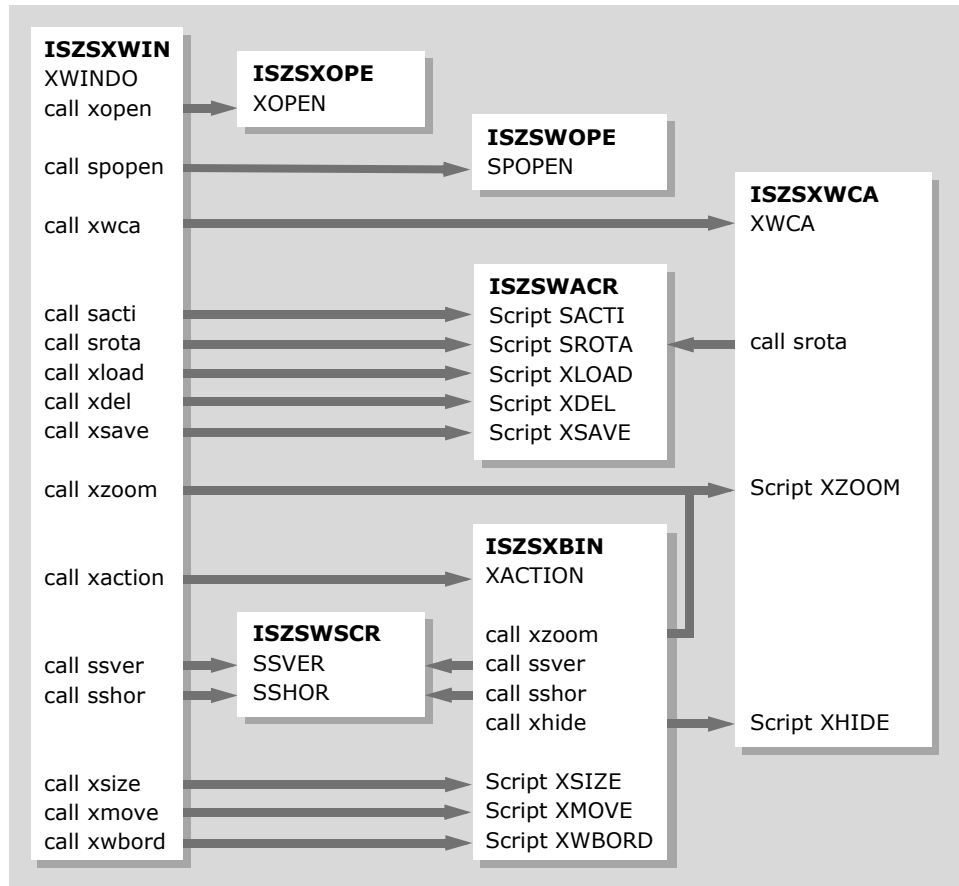 ISZSXWIN
XWINDO
call xopen
call spopen
call xwca
call sacti
call srota
call xload
call xdel
call xsave
call xzoom
call xaction
call ssver
call sshor
call xsize
call xmove
call xwbord
ISZSXOPE
XOPEN
ISZSWOPE
SPOPEN
ISZSXWCA
XWCA
call srota
Script XZOOM
Script XHIDE
ISZSWACR
Script SACTI
Script SROTA
Script XLOAD
Script XDEL
Script XSAVE
ISZSXBIN
XACTION
call xzoom
call ssver
call sshor
call xhide
Script XSIZE
Script XMOVE
Script XWBORD
ISZSWSCR
SSVER
SSHOR